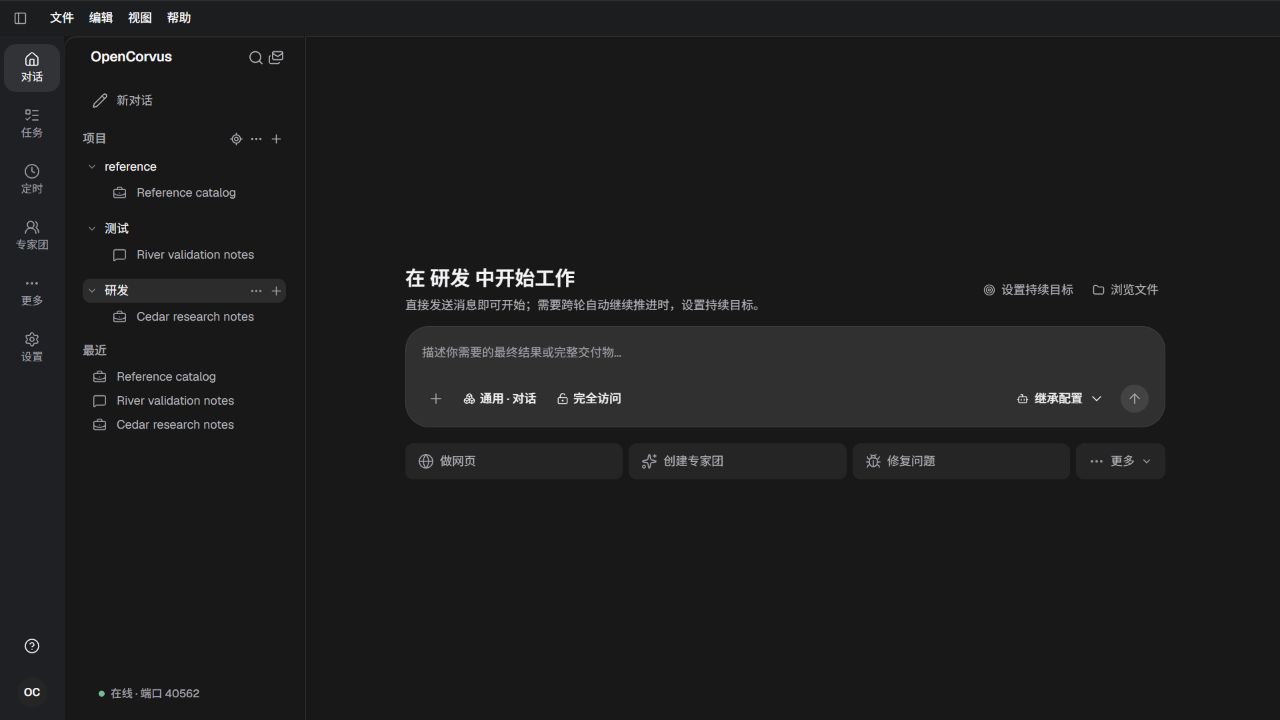 文件 编辑 视图 帮助
对话
任务
定时
专家团
更多
设置
OC
OpenCorvus
新对话
项目
reference
Reference catalog
测试
River validation notes
研发
Cedar research notes
最近
Reference catalog
River validation notes
Cedar research notes
在线 · 端口 40562
在 研发 中开始工作
直接发送消息即可开始；需要跨轮自动继续推进时，设置持续目标。
设置持续目标 浏览文件
描述你需要的最终结果或完整交付物...
通用 · 对话 完全访问 继承配置
做网页 创建专家团 修复问题 更多